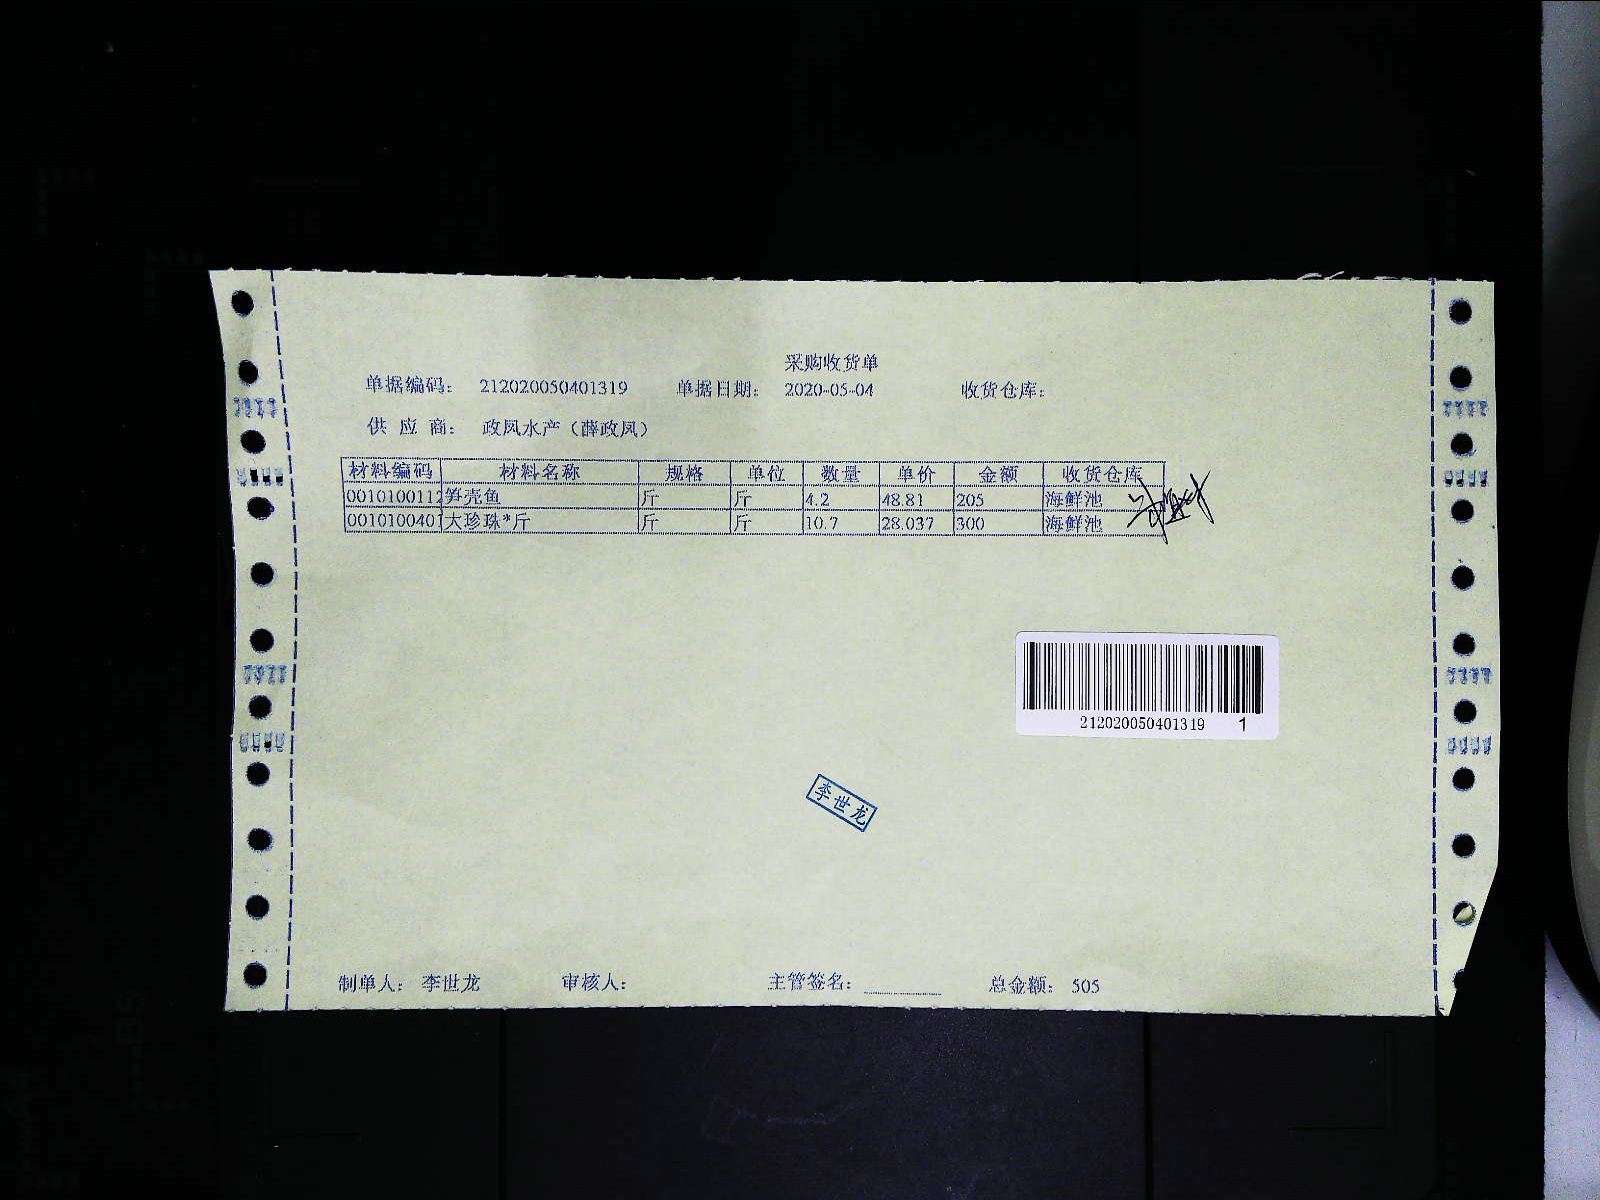 采购收货单
单据编码: 212020050401319 单据日期: 2020-05-04 收货仓库:
供 应 商: 政凤水产(薛政凤)
材料编码 材料名称 规格 单位 数量 单价 金额 收货仓库
0010100112 笋壳鱼 斤 斤 4.2 48.81 205 海鲜池
0010100401 大珍珠*斤 斤 斤 10.7 28.037 300 海鲜池
212020050401319 1
李世龙
制单人: 李世龙 审核人: 主管签名: 总金额: 505